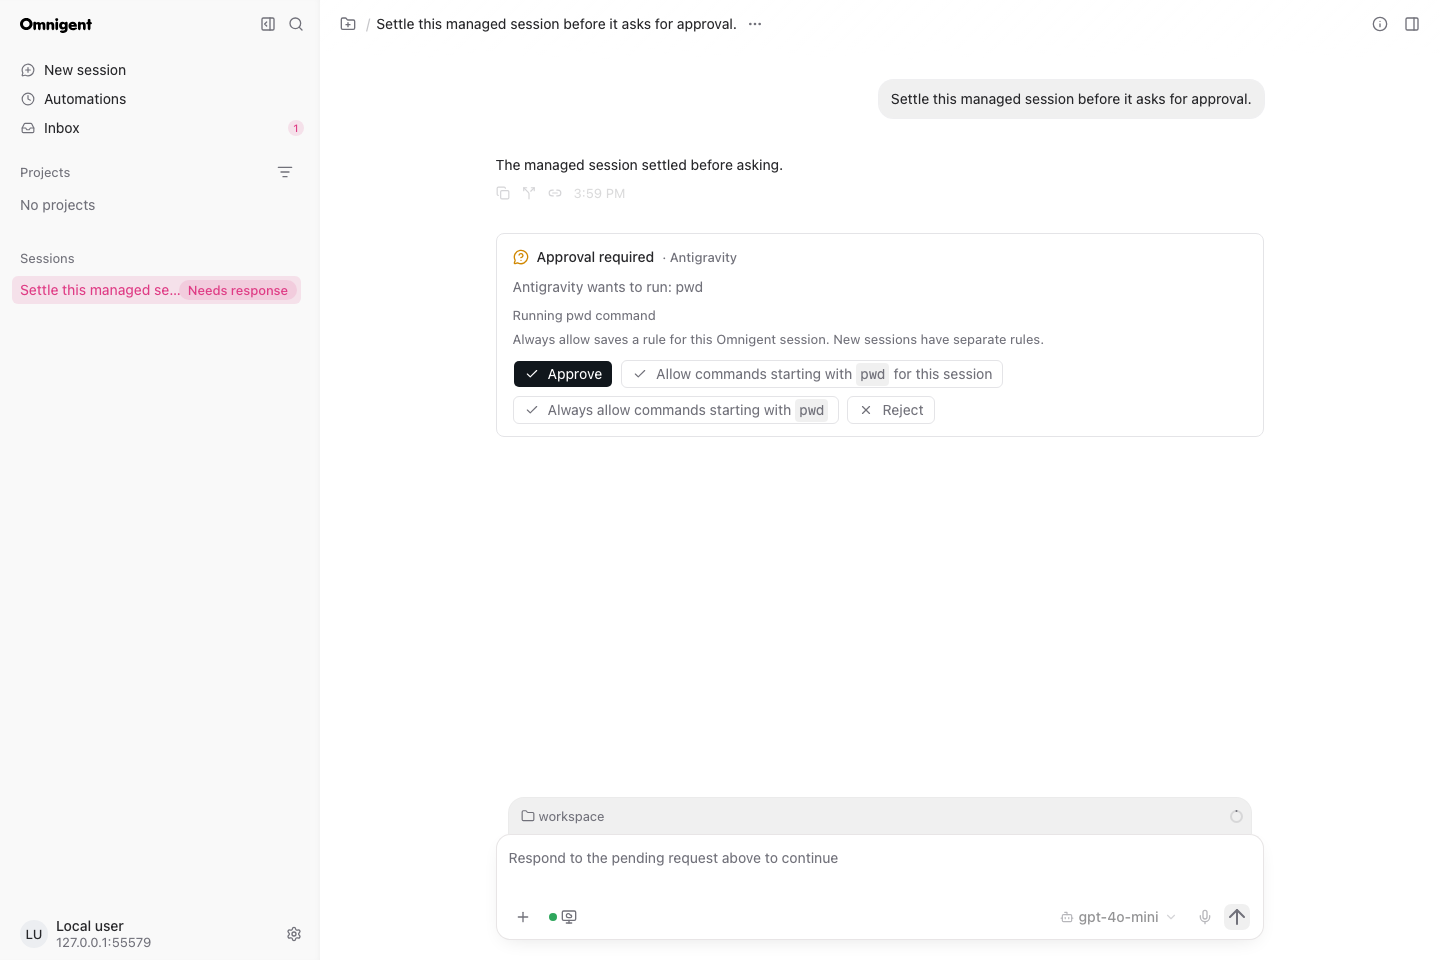 Omnigent
New session
Automations
Inbox
1
Projects
No projects
Sessions
Settle this managed se...
Needs response
LU
Local user
127.0.0.1:55579
/ Settle this managed session before it asks for approval.
Settle this managed session before it asks for approval.
The managed session settled before asking.
3:59 PM
Approval required · Antigravity
Antigravity wants to run: pwd
Running pwd command
Always allow saves a rule for this Omnigent session. New sessions have separate rules.
Approve
Allow commands starting with pwd for this session
Always allow commands starting with pwd
Reject
workspace
Respond to the pending request above to continue
gpt-4o-mini